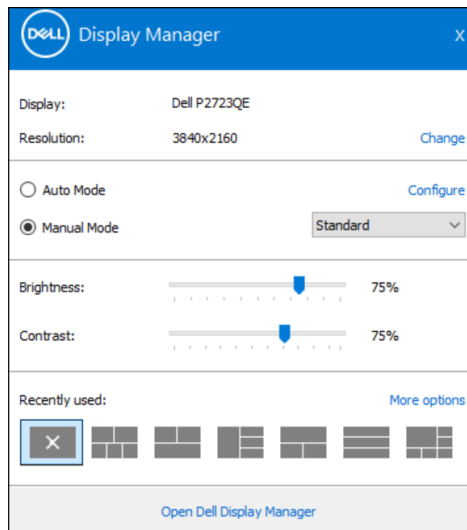 DELL Display Manager X
Display: Dell P2723QE
Resolution: 3840x2160 Change
Auto Mode Configure
Manual Mode Standard
Brightness: 75%
Contrast: 75%
Recently used: More options
Open Dell Display Manager